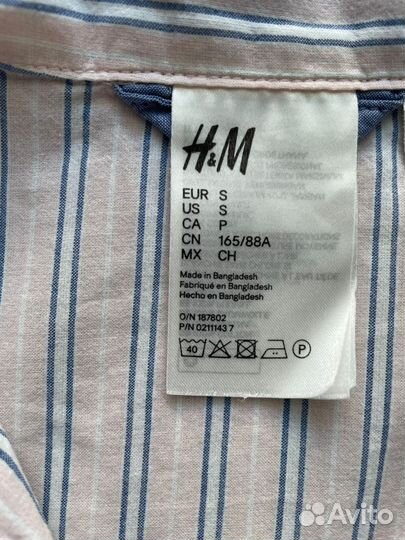 H&M
EUR S
US S
CA P
CN 165/88A
MX CH
Made in Bangladesh
Fabriqué en Bangladesh
Hecho en Bangladesh
O/N 187802
P/N 0211143 7
40 P
Avito